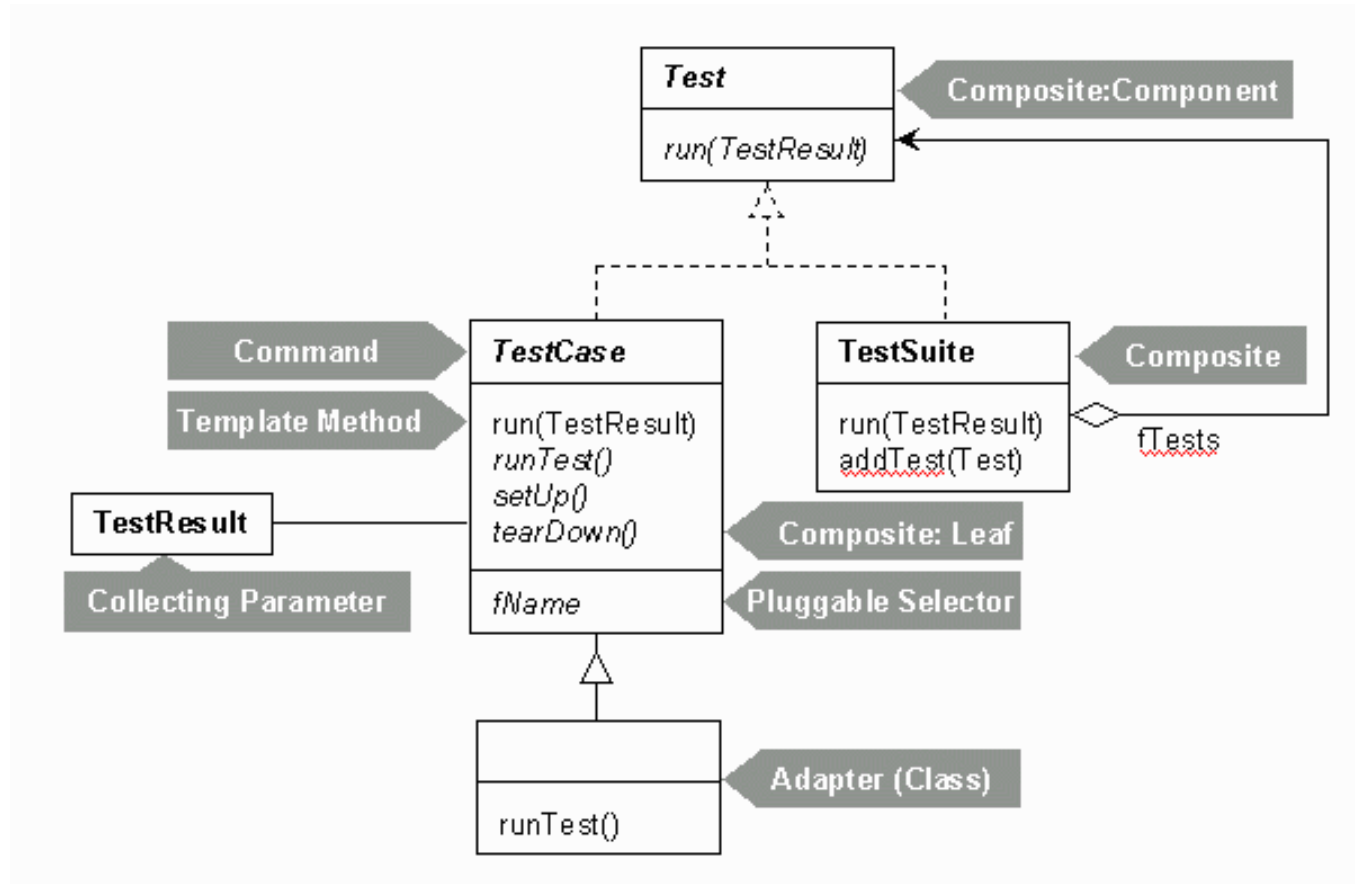 Test
Composite:Component
run(TestResult)
Command
TestCase
TestSuite
Composite
Template Method
run(TestResult)
runTest()
setUp()
tearDown()
run(TestResult)
addTest(Test)
fTests
TestResult
Composite: Leaf
Collecting Parameter
fName
Pluggable Selector
Adapter (Class)
runTest()